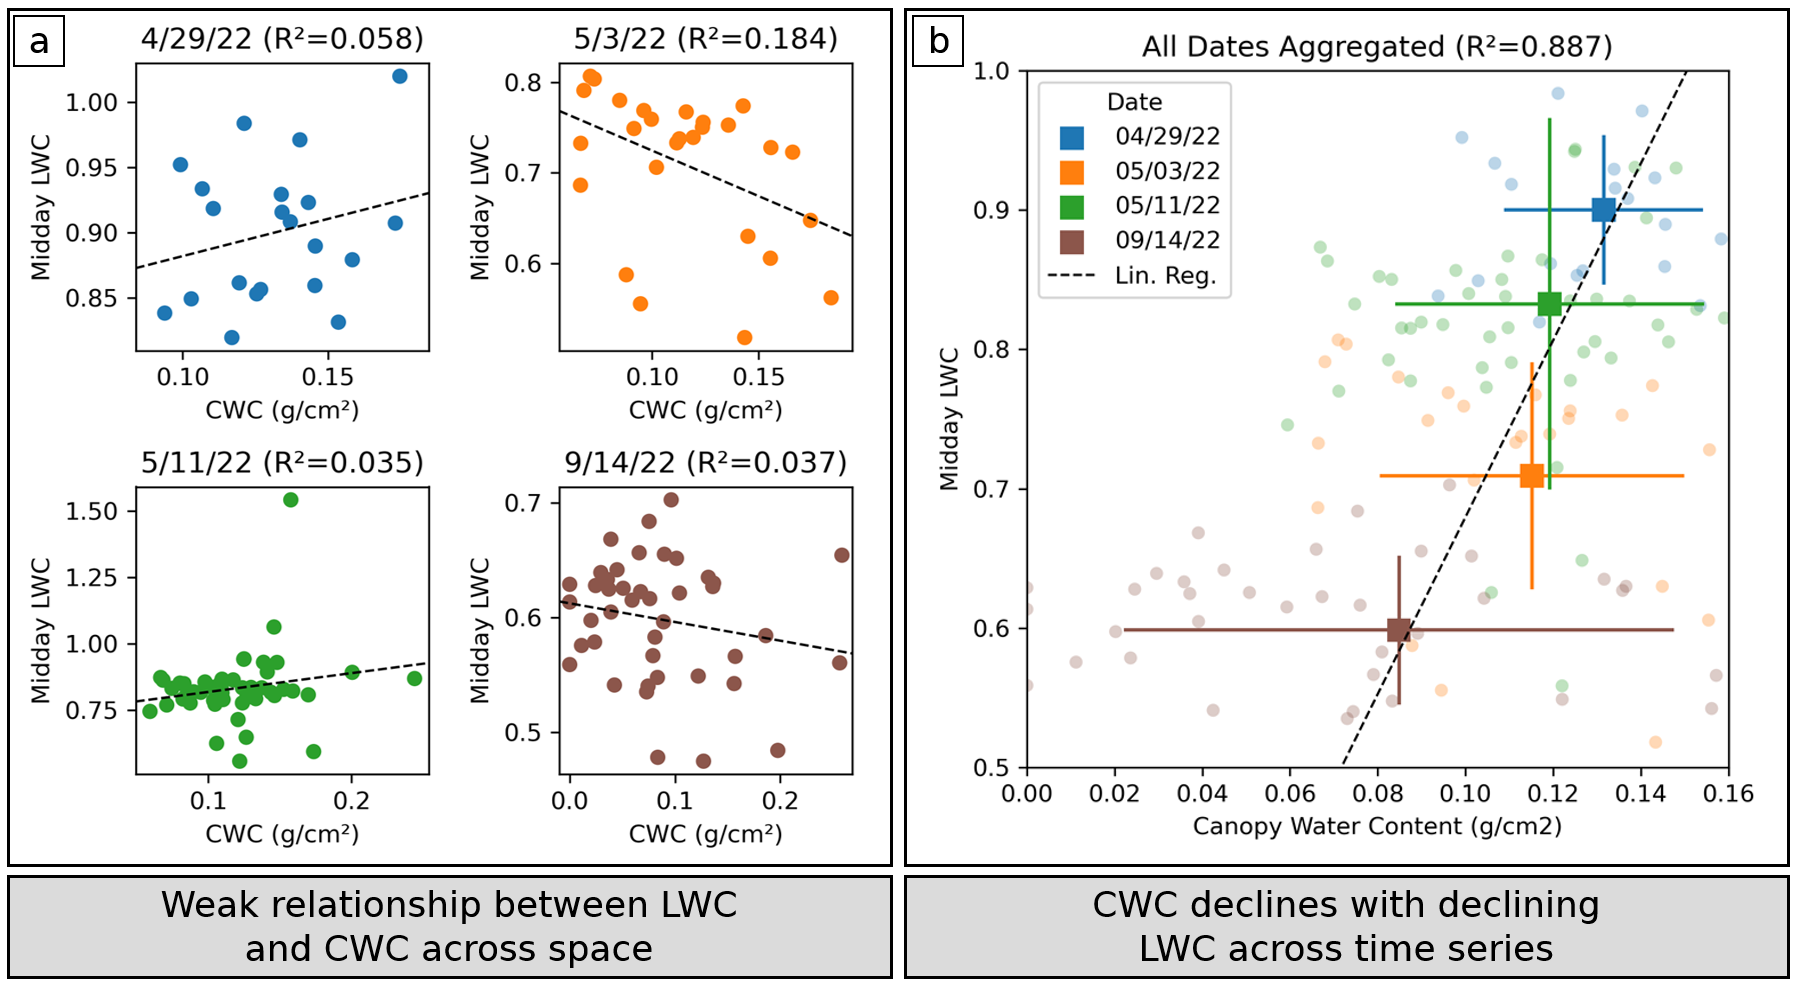 a
4/29/22 (R²=0.058)
Midday LWC
1.00
0.95
0.90
0.85
0.10
0.15
CWC (g/cm²)
5/3/22 (R²=0.184)
Midday LWC
0.8
0.7
0.6
0.10
0.15
CWC (g/cm²)
5/11/22 (R²=0.035)
Midday LWC
1.50
1.25
1.00
0.75
0.1
0.2
CWC (g/cm²)
9/14/22 (R²=0.037)
Midday LWC
0.7
0.6
0.5
0.0
0.1
0.2
CWC (g/cm²)
Weak relationship between LWC
and CWC across space
b
All Dates Aggregated (R²=0.887)
Date
04/29/22
05/03/22
05/11/22
09/14/22
Lin. Reg.
Midday LWC
1.0
0.9
0.8
0.7
0.6
0.5
0.00
0.02
0.04
0.06
0.08
0.10
0.12
0.14
0.16
Canopy Water Content (g/cm2)
CWC declines with declining
LWC across time series